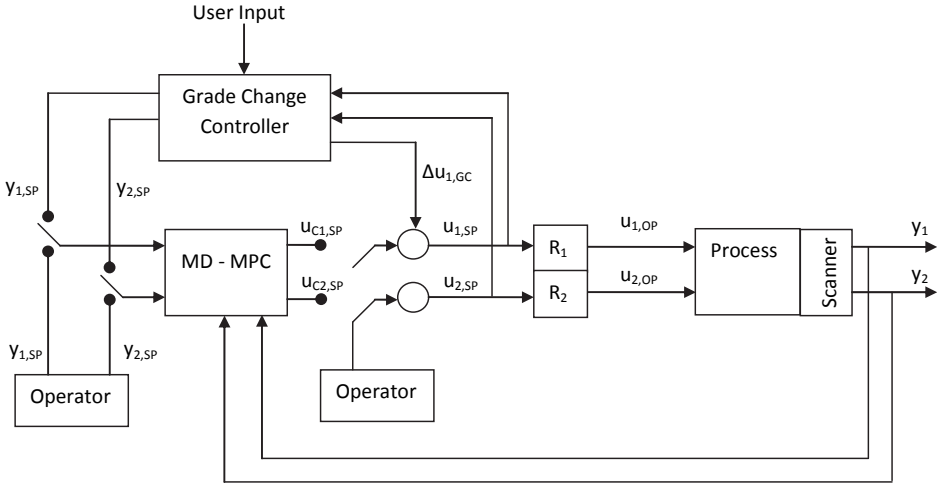 User Input
Grade Change
Controller
y1,SP
y2,SP
Δu1,GC
uC1,SP
uC2,SP
MD - MPC
u1,SP
u2,SP
R1
R2
u1,OP
u2,OP
Process
Scanner
y1
y2
y1,SP
y2,SP
Operator
Operator